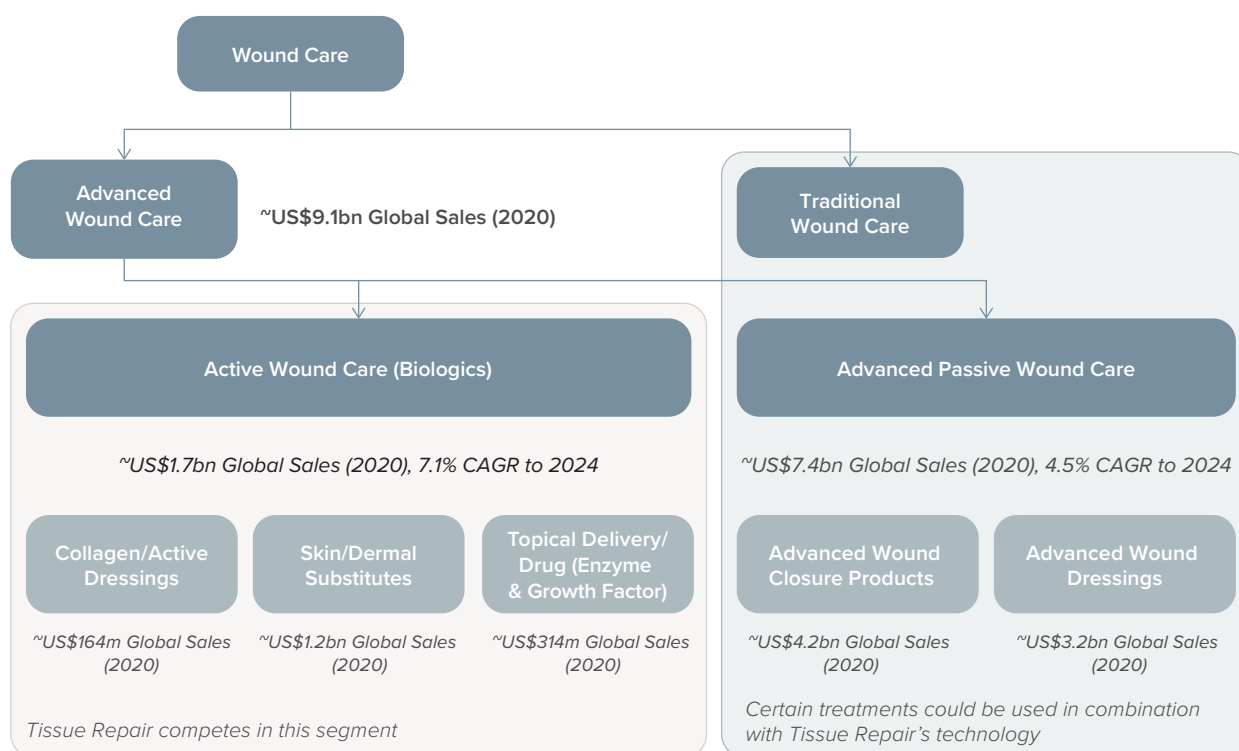 Wound Care
Advanced
Wound Care
~US$9.1bn Global Sales (2020)
Traditional
Wound Care
Active Wound Care (Biologics)
Advanced Passive Wound Care
~US$1.7bn Global Sales (2020), 7.1% CAGR to 2024
~US$7.4bn Global Sales (2020), 4.5% CAGR to 2024
Collagen/Active
Dressings
Skin/Dermal
Substitutes
Topical Delivery/
Drug (Enzyme
& Growth Factor)
Advanced Wound
Closure Products
Advanced Wound
Dressings
~US$164m Global Sales
(2020)
~US$1.2bn Global Sales
(2020)
~US$314m Global Sales
(2020)
~US$4.2bn Global Sales
(2020)
~US$3.2bn Global Sales
(2020)
Tissue Repair competes in this segment
Certain treatments could be used in combination
with Tissue Repair's technology